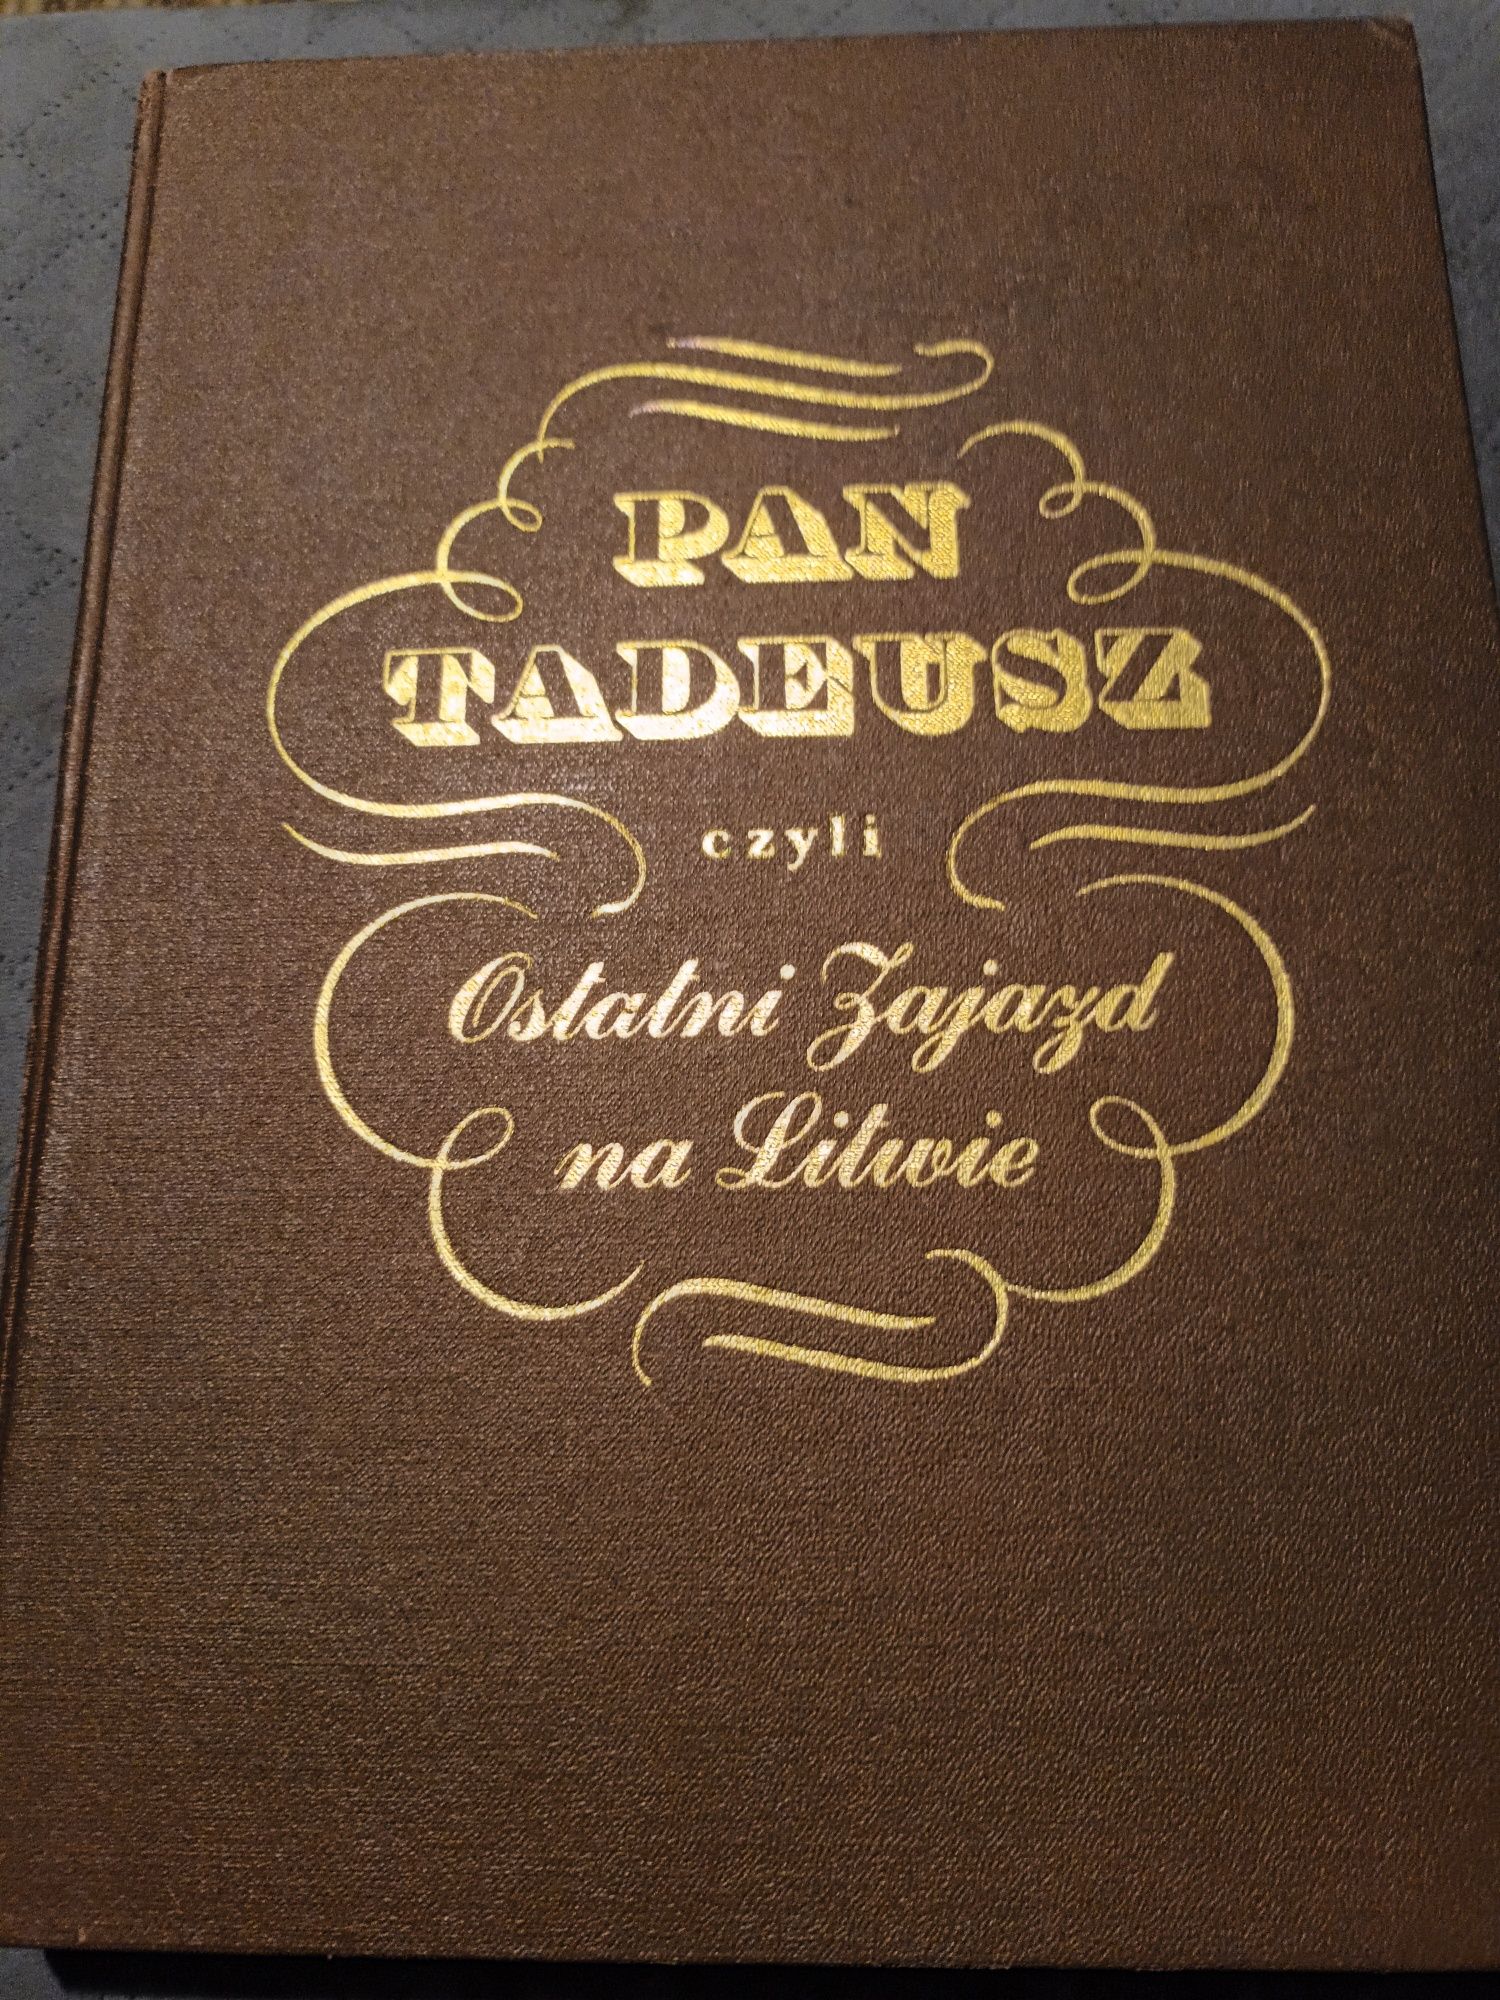 PAN
TADEUSZ
czyli
Ostatni Zajazd
na Litwie